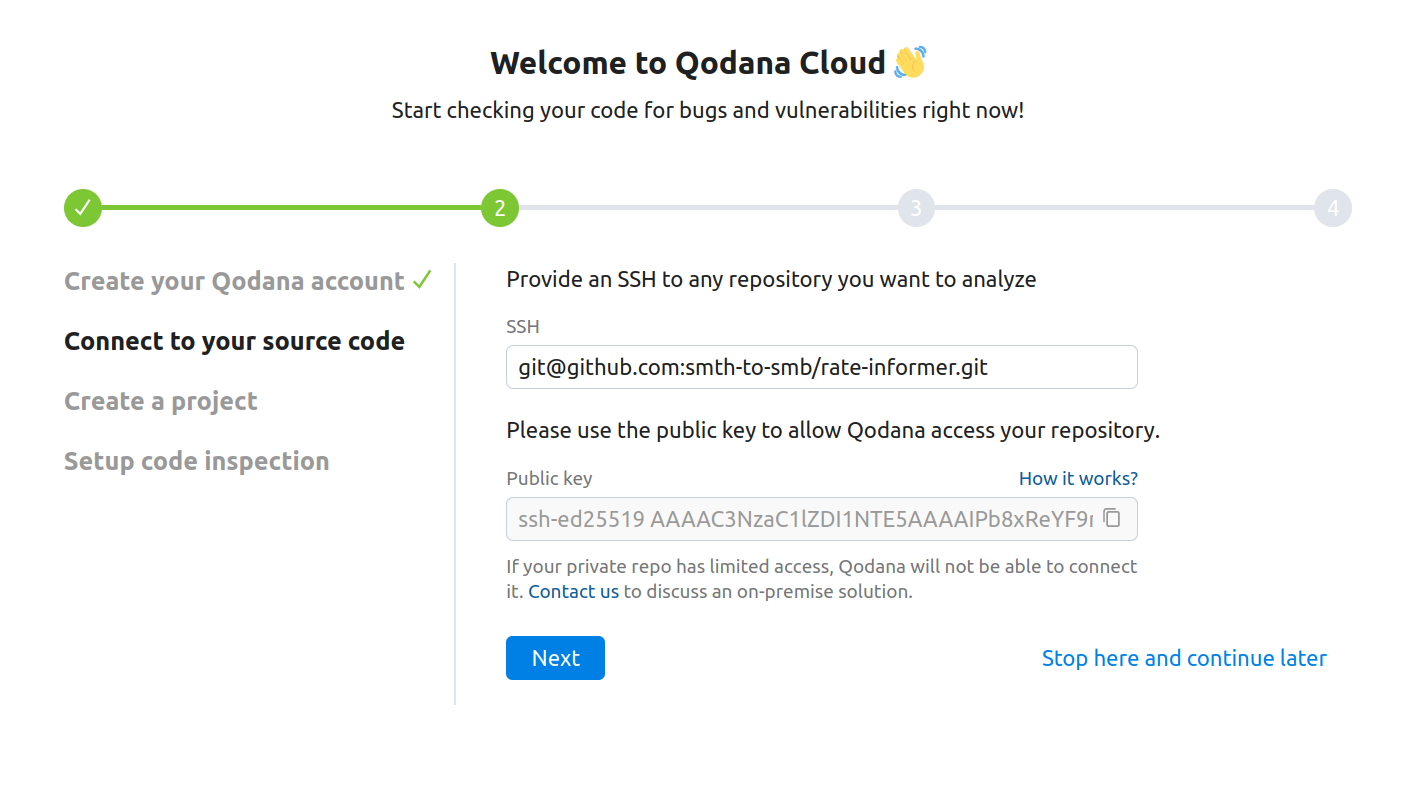 Welcome to Qodana Cloud 👋
Start checking your code for bugs and vulnerabilities right now!
2
3
4
Create your Qodana account
Connect to your source code
Create a project
Setup code inspection
Provide an SSH to any repository you want to analyze
SSH
git@github.com:smth-to-smb/rate-informer.git
Please use the public key to allow Qodana access your repository.
Public key
How it works?
ssh-ed25519 AAAAC3NzaC1lZDI1NTE5AAAAIPb8xReYF9r
If your private repo has limited access, Qodana will not be able to connect
it. Contact us to discuss an on-premise solution.
Next
Stop here and continue later